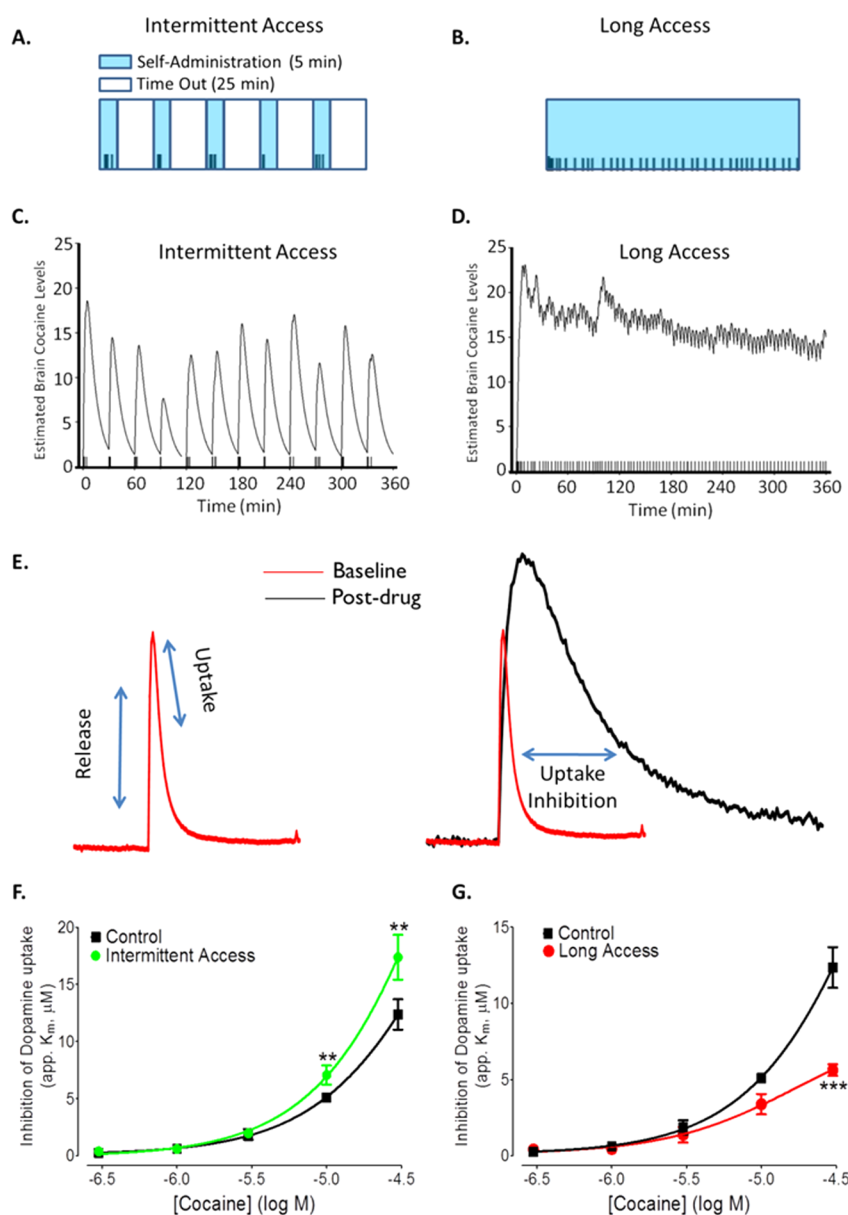 A.
Intermittent Access
Self-Administration (5 min)
Time Out (25 min)
B.
Long Access
C.
Intermittent Access
Estimated Brain Cocaine Levels
25
20
15
10
5
0
0 60 120 180 240 300 360
Time (min)
D.
Long Access
Estimated Brain Cocaine Levels
25
20
15
10
5
0
0 60 120 180 240 300 360
Time (min)
E.
Baseline
Post-drug
Release
Uptake
Uptake
Inhibition
F.
Control
Intermittent Access
Inhibition of Dopamine uptake
(app. Km, μM)
20
15
10
5
0
**
**
-6.5 -6.0 -5.5 -5.0 -4.5
[Cocaine] (log M)
G.
Control
Long Access
Inhibition of Dopamine uptake
(app. Km, μM)
15
10
5
0
***
-6.5 -6.0 -5.5 -5.0 -4.5
[Cocaine] (log M)